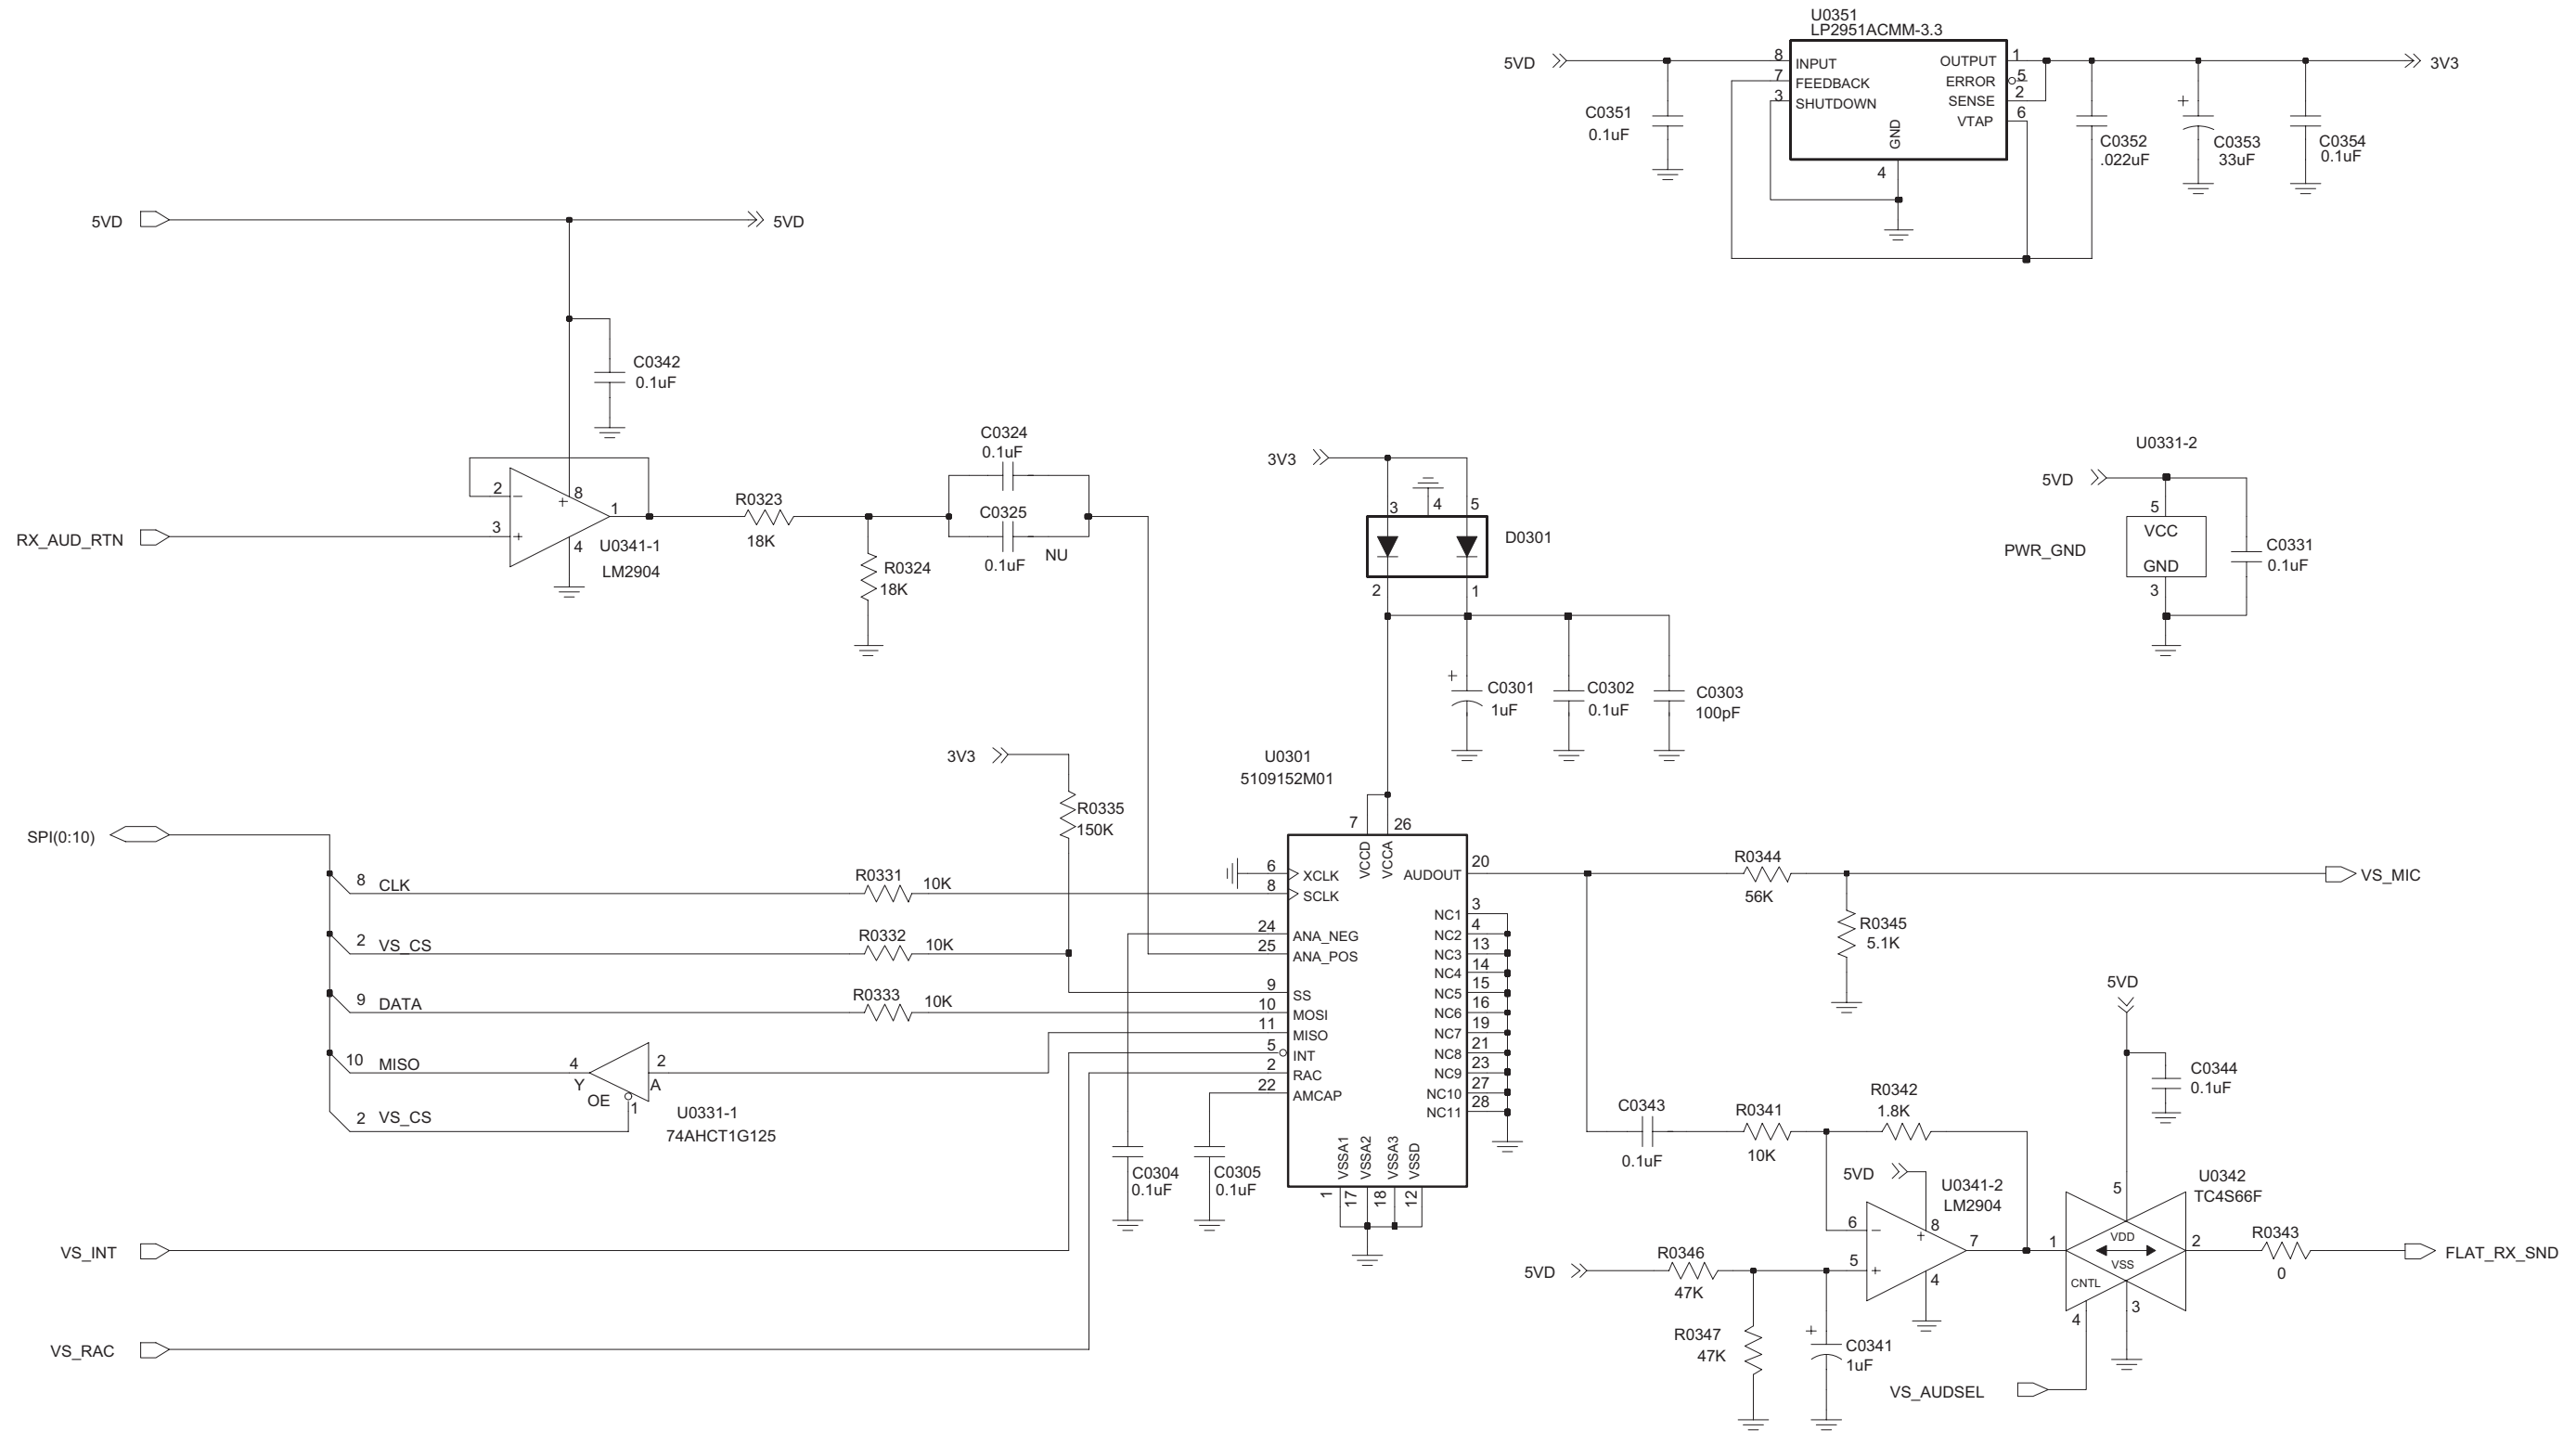 U0351
LP2951ACMM-3.3
5VD
8
INPUT
7
FEEDBACK
3
SHUTDOWN
GND
4
OUTPUT
1
ERROR
5
SENSE
2
VTAP
6
3V3
C0351
0.1uF
+
C0352
.022uF
C0353
33uF
C0354
0.1uF
5VD
5VD
C0342
0.1uF
2
−
3
+
+
8
4
1
RX_AUD_RTN
U0341-1
LM2904
R0323
18K
R0324
18K
C0324
0.1uF
C0325
0.1uF
NU
3V3
3
4
5
D0301
2
1
+
C0301
1uF
C0302
0.1uF
C0303
100pF
U0331-2
5VD
5
VCC
GND
3
PWR_GND
C0331
0.1uF
3V3
R0335
150K
U0301
5109152M01
7
26
VCCD
VCCA
SPI(0:10)
8
CLK
R0331
10K
2
VS_CS
R0332
10K
9
DATA
R0333
10K
10
MISO
4
Y
2
A
OE
1
2
VS_CS
U0331-1
74AHCT1G125
6
XCLK
8
SCLK
24
ANA_NEG
25
ANA_POS
9
SS
10
MOSI
11
MISO
5
INT
2
RAC
22
AMCAP
AUDOUT
20
NC1
3
NC2
4
NC3
13
NC4
14
NC5
15
NC6
16
NC7
19
NC8
21
NC9
23
NC10
27
NC11
28
VSSA1
VSSA2
VSSA3
VSSD
1
17
18
12
C0304
0.1uF
C0305
0.1uF
VS_INT
VS_RAC
R0344
56K
VS_MIC
R0345
5.1K
5VD
C0344
0.1uF
C0343
0.1uF
R0341
10K
R0342
1.8K
5VD
U0341-2
LM2904
6
−
5
+
+
8
4
7
5VD
R0346
47K
R0347
47K
+
C0341
1uF
U0342
TC4S66F
5
1
2
VDD
VSS
CNTL
4
3
R0343
0
FLAT_RX_SND
VS_AUDSEL